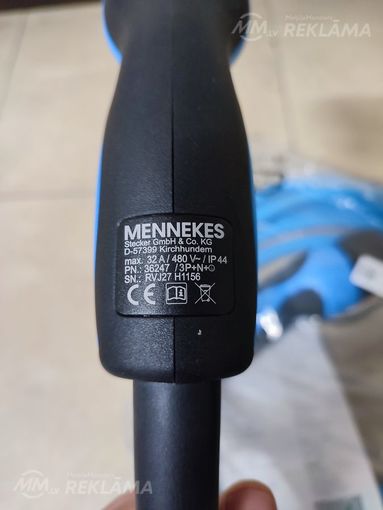 MM.LV REKLĀMA
MENNEKES
Stecker GmbH & Co. KG
D-57399 Kirchhundem
max. 32 A / 480 V~ / IP 44
PN.: 36247 / 3P+N+⏚
SN.: RVJ27 H1156
CE
MM.LV REKLĀMA